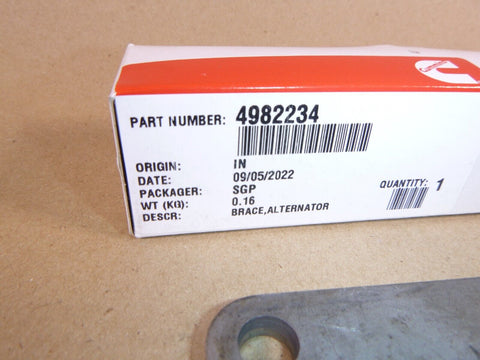 PART NUMBER: 4982234
ORIGIN: IN
DATE: 09/05/2022
PACKAGER: SGP
WT (KG): 0.16
DESCR: BRACE,ALTERNATOR
QUANTITY: 1